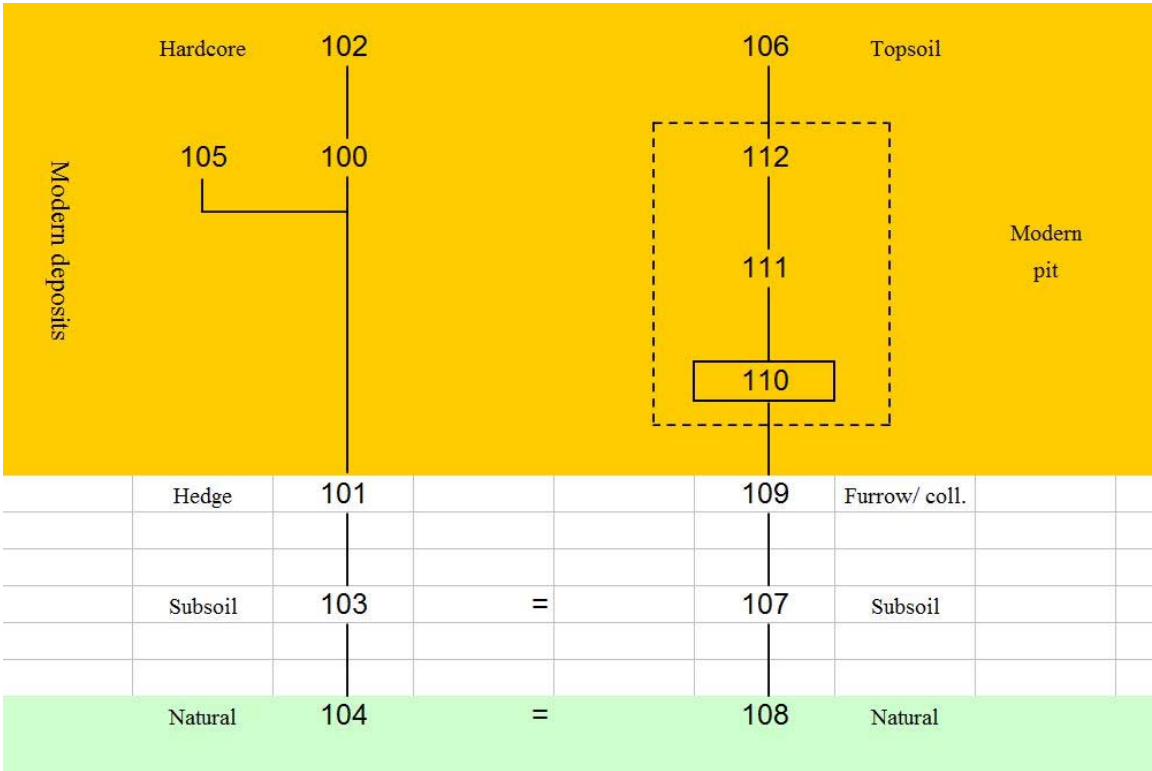 Hardcore 102 106 Topsoil
105 100 112
Modern deposits
Modern
pit
111
110
Hedge 101 109 Furrow/ coll.
Subsoil 103 = 107 Subsoil
Natural 104 = 108 Natural